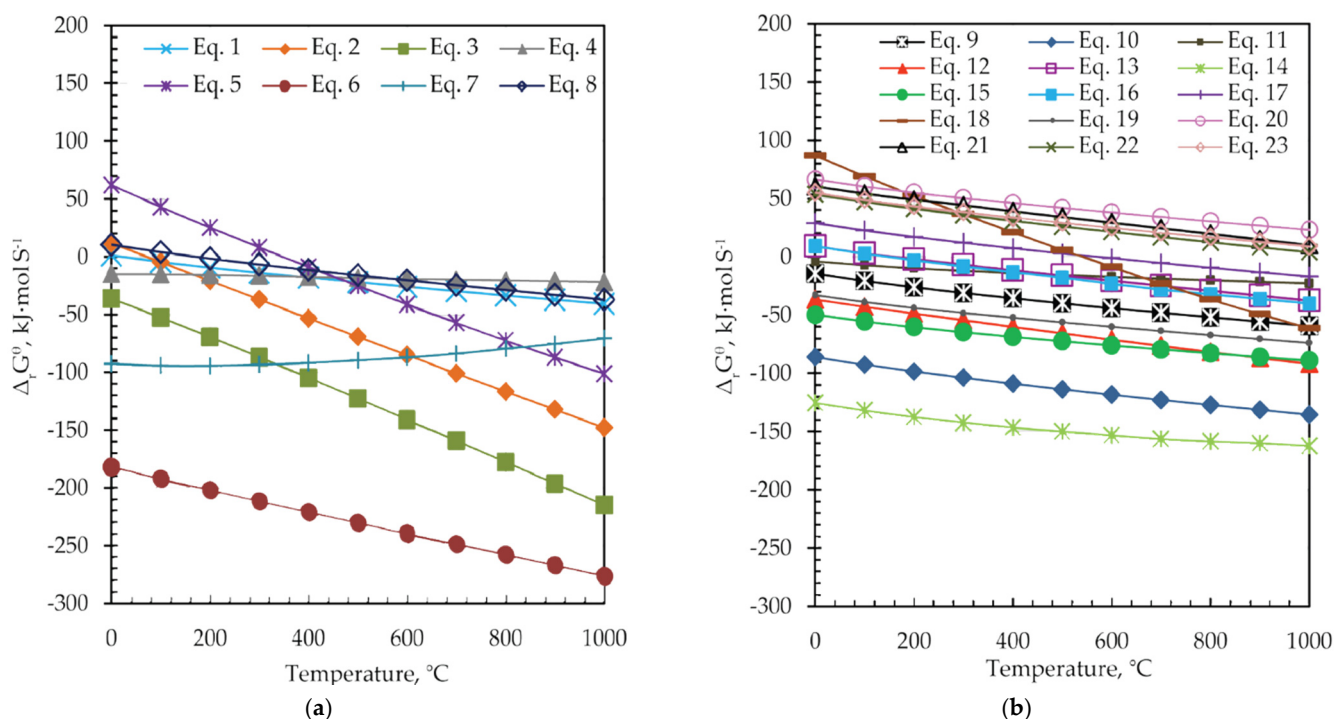 200
150
100
50
0
-50
-100
-150
-200
-250
-300
ΔᵣG⁰, kJ·mol S⁻¹
Eq. 1 Eq. 2 Eq. 3 Eq. 4
Eq. 5 Eq. 6 Eq. 7 Eq. 8
0 200 400 600 800 1000
Temperature, °C
(a)
200
150
100
50
0
-50
-100
-150
-200
-250
-300
ΔᵣG⁰, kJ·mol S⁻¹
Eq. 9 Eq. 10 Eq. 11
Eq. 12 Eq. 13 Eq. 14
Eq. 15 Eq. 16 Eq. 17
Eq. 18 Eq. 19 Eq. 20
Eq. 21 Eq. 22 Eq. 23
0 200 400 600 800 1000
Temperature, °C
(b)